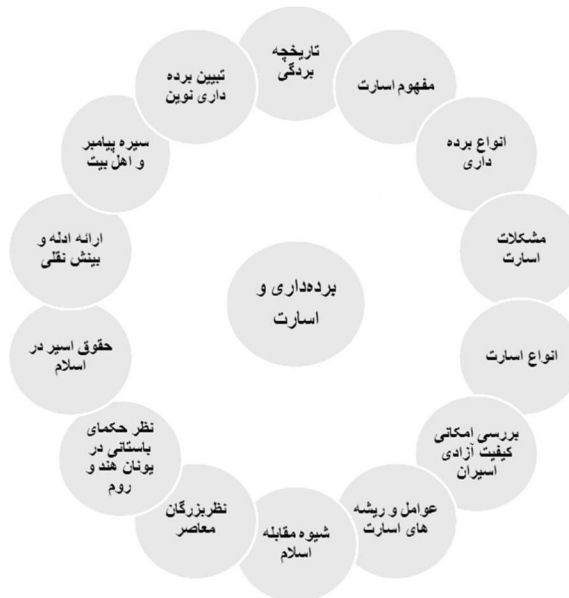 تاریخچه
بردگی
مفهوم اسارت
انواع برده
داری
مشکلات
اسارت
انواع اسارت
بررسی امکانی
کیفیت آزادی
اسیران
عوامل و ریشه
های اسارت
شیوه مقابله
اسلام
نظربزرگان
معاصر
نظر حکمای
باستانی در
یونان هند و
روم
حقوق اسیر در
اسلام
ارائه ادله و
بینش نقلی
سیره پیامبر
و اهل بیت
تبیین برده
داری نوین
برده‌داری و
اسارت